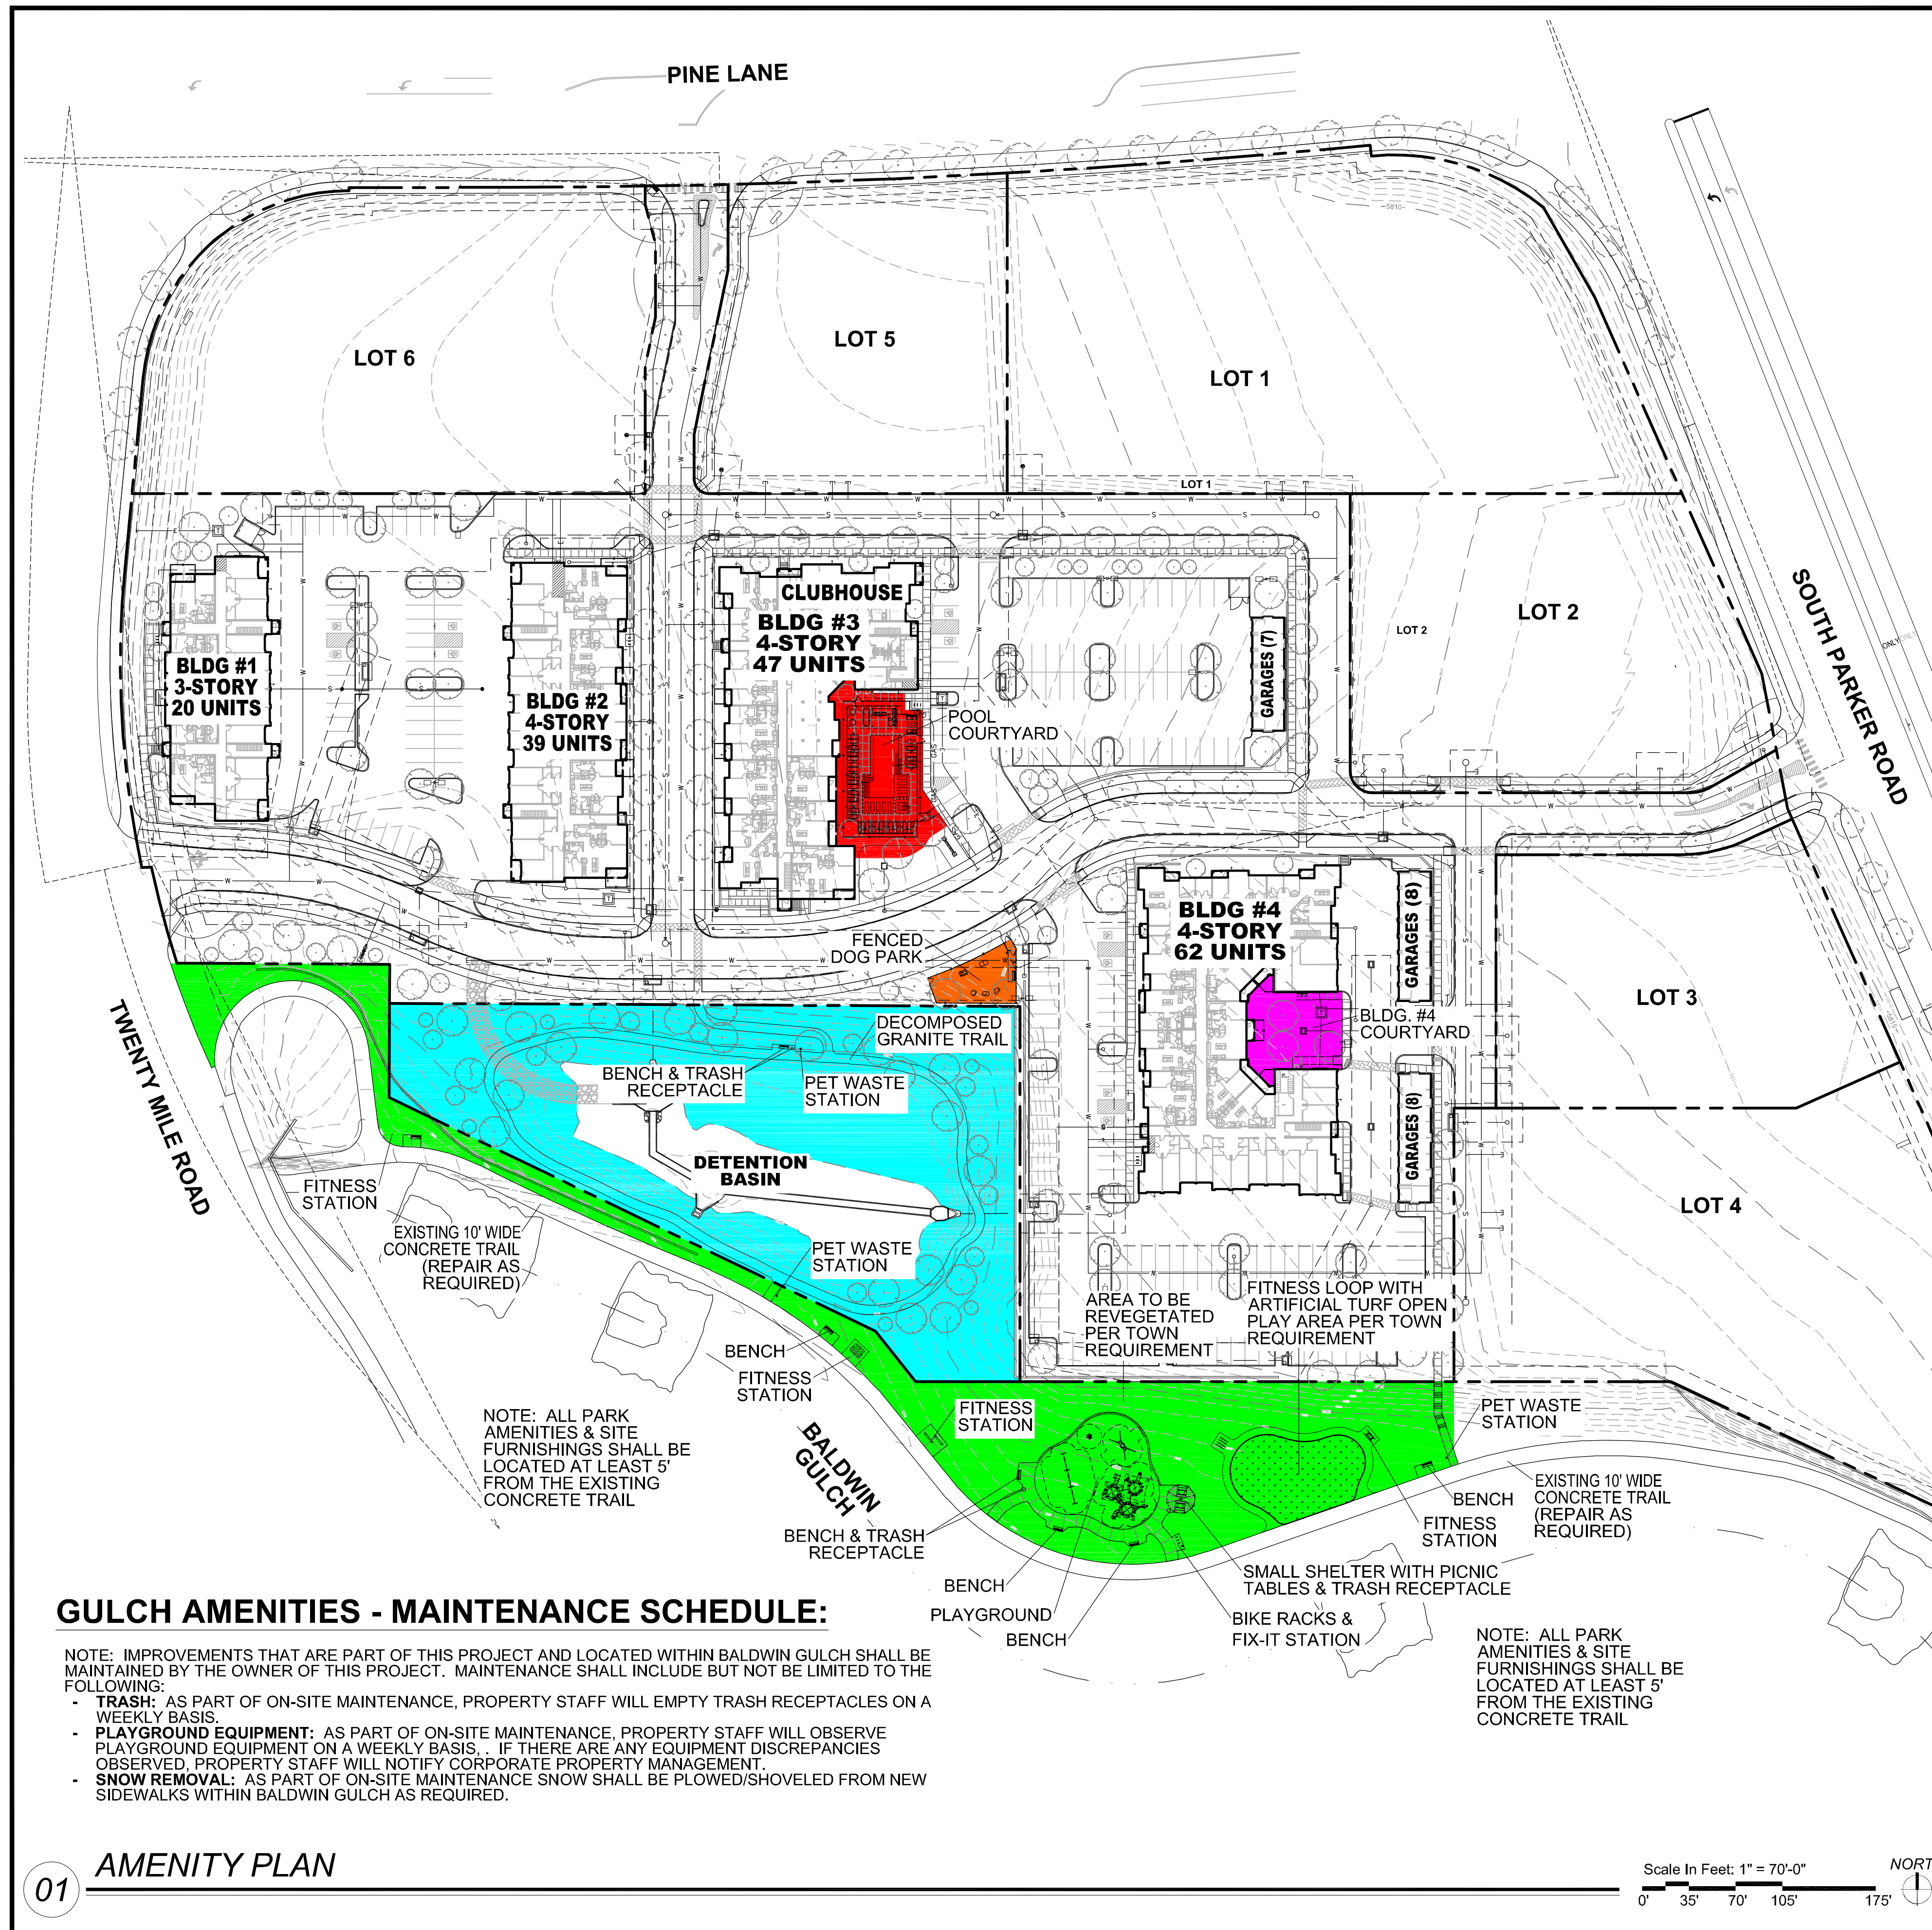 PINE LANE
5810
LOT 6
LOT 5
LOT 1
LOT 1
LOT 2
LOT 2
SOUTH PARKER ROAD
ONLY
ONLY
CLUBHOUSE
BLDG #3
4-STORY
47 UNITS
BLDG #1
3-STORY
20 UNITS
BLDG #2
4-STORY
39 UNITS
GARAGES (7)
POOL
COURTYARD
GAS
BLDG #4
4-STORY
62 UNITS
GARAGES (8)
FENCED
DOG PARK
LOT 3
BLDG. #4
COURTYARD
5815
DECOMPOSED
GRANITE TRAIL
BENCH & TRASH
RECEPTACLE
PET WASTE
STATION
TWENTY MILE ROAD
GARAGES (8)
DETENTION
BASIN
FITNESS
STATION
LOT 4
EXISTING 10' WIDE
CONCRETE TRAIL
(REPAIR AS
REQUIRED)
PET WASTE
STATION
AREA TO BE
REVEGETATED
PER TOWN
REQUIREMENT
FITNESS LOOP WITH
ARTIFICIAL TURF OPEN
PLAY AREA PER TOWN
REQUIREMENT
BENCH
FITNESS
STATION
FITNESS
STATION
PET WASTE
STATION
NOTE: ALL PARK
AMENITIES & SITE
FURNISHINGS SHALL BE
LOCATED AT LEAST 5'
FROM THE EXISTING
CONCRETE TRAIL
BALDWIN
GULCH
BENCH
EXISTING 10' WIDE
CONCRETE TRAIL
(REPAIR AS
REQUIRED)
FITNESS
STATION
BENCH & TRASH
RECEPTACLE
SMALL SHELTER WITH PICNIC
TABLES & TRASH RECEPTACLE
BENCH
PLAYGROUND
BENCH
BIKE RACKS &
FIX-IT STATION
NOTE: ALL PARK
AMENITIES & SITE
FURNISHINGS SHALL BE
LOCATED AT LEAST 5'
FROM THE EXISTING
CONCRETE TRAIL
GULCH AMENITIES - MAINTENANCE SCHEDULE:
NOTE: IMPROVEMENTS THAT ARE PART OF THIS PROJECT AND LOCATED WITHIN BALDWIN GULCH SHALL BE
MAINTAINED BY THE OWNER OF THIS PROJECT. MAINTENANCE SHALL INCLUDE BUT NOT BE LIMITED TO THE
FOLLOWING:
- TRASH: AS PART OF ON-SITE MAINTENANCE, PROPERTY STAFF WILL EMPTY TRASH RECEPTACLES ON A
WEEKLY BASIS.
- PLAYGROUND EQUIPMENT: AS PART OF ON-SITE MAINTENANCE, PROPERTY STAFF WILL OBSERVE
PLAYGROUND EQUIPMENT ON A WEEKLY BASIS, . IF THERE ARE ANY EQUIPMENT DISCREPANCIES
OBSERVED, PROPERTY STAFF WILL NOTIFY CORPORATE PROPERTY MANAGEMENT.
- SNOW REMOVAL: AS PART OF ON-SITE MAINTENANCE SNOW SHALL BE PLOWED/SHOVELED FROM NEW
SIDEWALKS WITHIN BALDWIN GULCH AS REQUIRED.
01
AMENITY PLAN
Scale In Feet: 1" = 70'-0"
0' 35' 70' 105' 175'
NORT